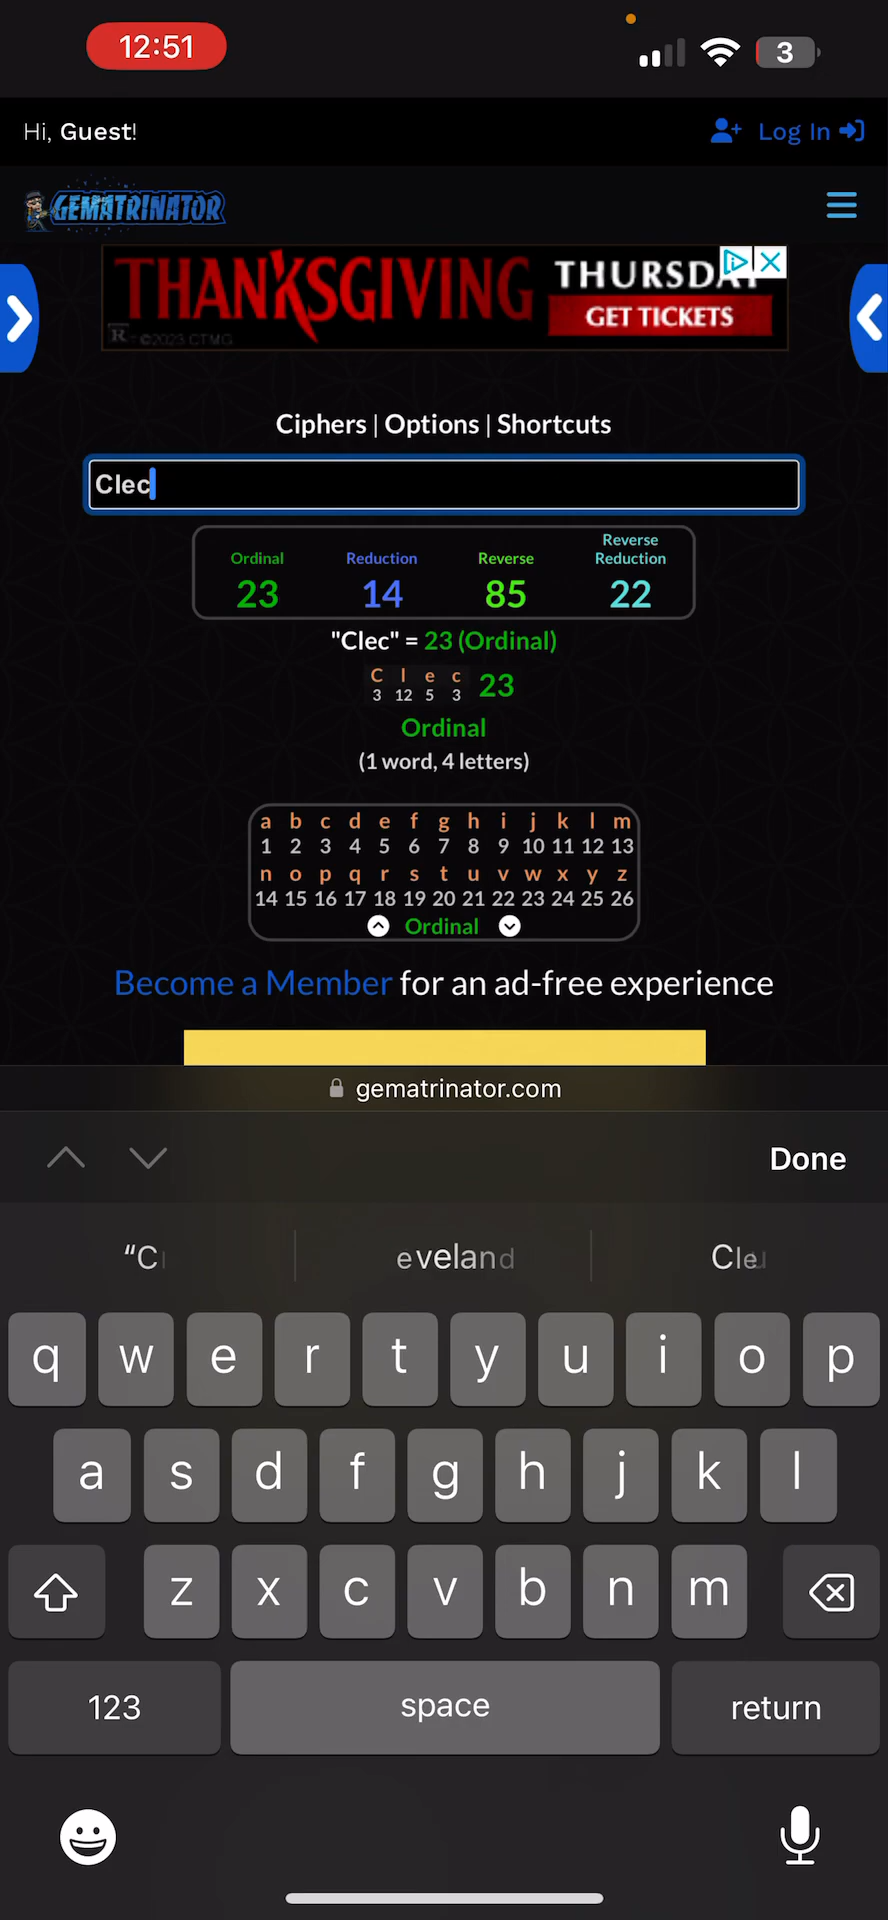 12:51
3
Hi, Guest!
Log In
GEMATRINATOR
THANKSGIVING
THURSDAY
GET TICKETS
R ©2023 CTMG
Ciphers | Options | Shortcuts
Clec
Ordinal Reduction Reverse Reverse Reduction
23 14 85 22
"Clec" = 23 (Ordinal)
C l e c 23
3 12 5 3
Ordinal
(1 word, 4 letters)
a b c d e f g h i j k l m
1 2 3 4 5 6 7 8 9 10 11 12 13
n o p q r s t u v w x y z
14 15 16 17 18 19 20 21 22 23 24 25 26
Ordinal
Become a Member for an ad-free experience
gematrinator.com
Done
“C eveland Cleu
q w e r t y u i o p
a s d f g h j k l
z x c v b n m
123 space return